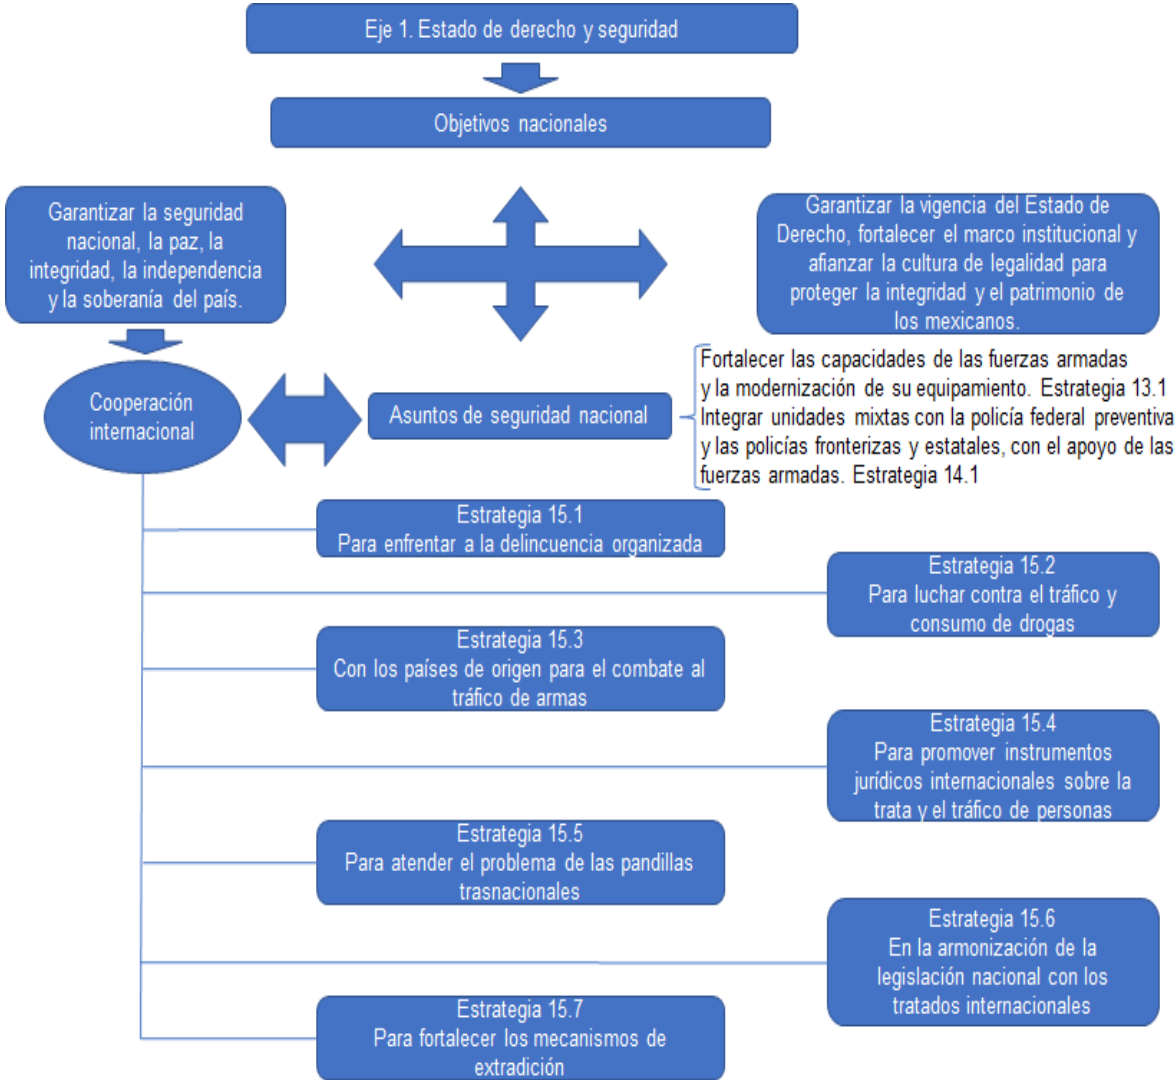 Eje 1. Estado de derecho y seguridad
Objetivos nacionales
Garantizar la seguridad
nacional, la paz, la
integridad, la independencia
y la soberanía del país.
Garantizar la vigencia del Estado de
Derecho, fortalecer el marco institucional y
afianzar la cultura de legalidad para
proteger la integridad y el patrimonio de
los mexicanos.
Cooperación
internacional
Asuntos de seguridad nacional
Fortalecer las capacidades de las fuerzas armadas
y la modernización de su equipamiento. Estrategia 13.1
Integrar unidades mixtas con la policía federal preventiva
y las policías fronterizas y estatales, con el apoyo de las
fuerzas armadas. Estrategia 14.1
Estrategia 15.1
Para enfrentar a la delincuencia organizada
Estrategia 15.2
Para luchar contra el tráfico y
consumo de drogas
Estrategia 15.3
Con los países de origen para el combate al
tráfico de armas
Estrategia 15.4
Para promover instrumentos
jurídicos internacionales sobre la
trata y el tráfico de personas
Estrategia 15.5
Para atender el problema de las pandillas
trasnacionales
Estrategia 15.6
En la armonización de la
legislación nacional con los
tratados internacionales
Estrategia 15.7
Para fortalecer los mecanismos de
extradición